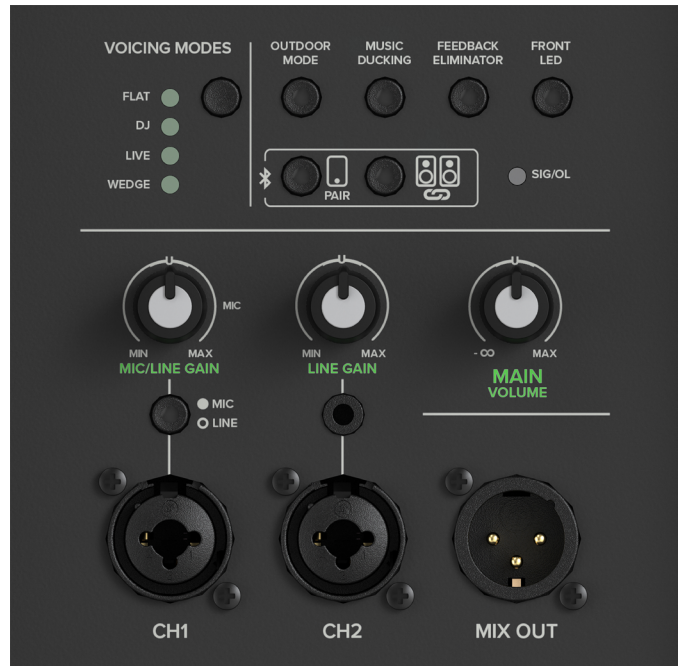 VOICING MODES
FLAT
DJ
LIVE
WEDGE
OUTDOOR
MODE
MUSIC
DUCKING
FEEDBACK
ELIMINATOR
FRONT
LED
PAIR
SIG/OL
MIC
MIN MAX
MIC/LINE GAIN
MIN MAX
LINE GAIN
- ∞ MAX
MAIN
VOLUME
MIC
LINE
CH1
CH2
MIX OUT